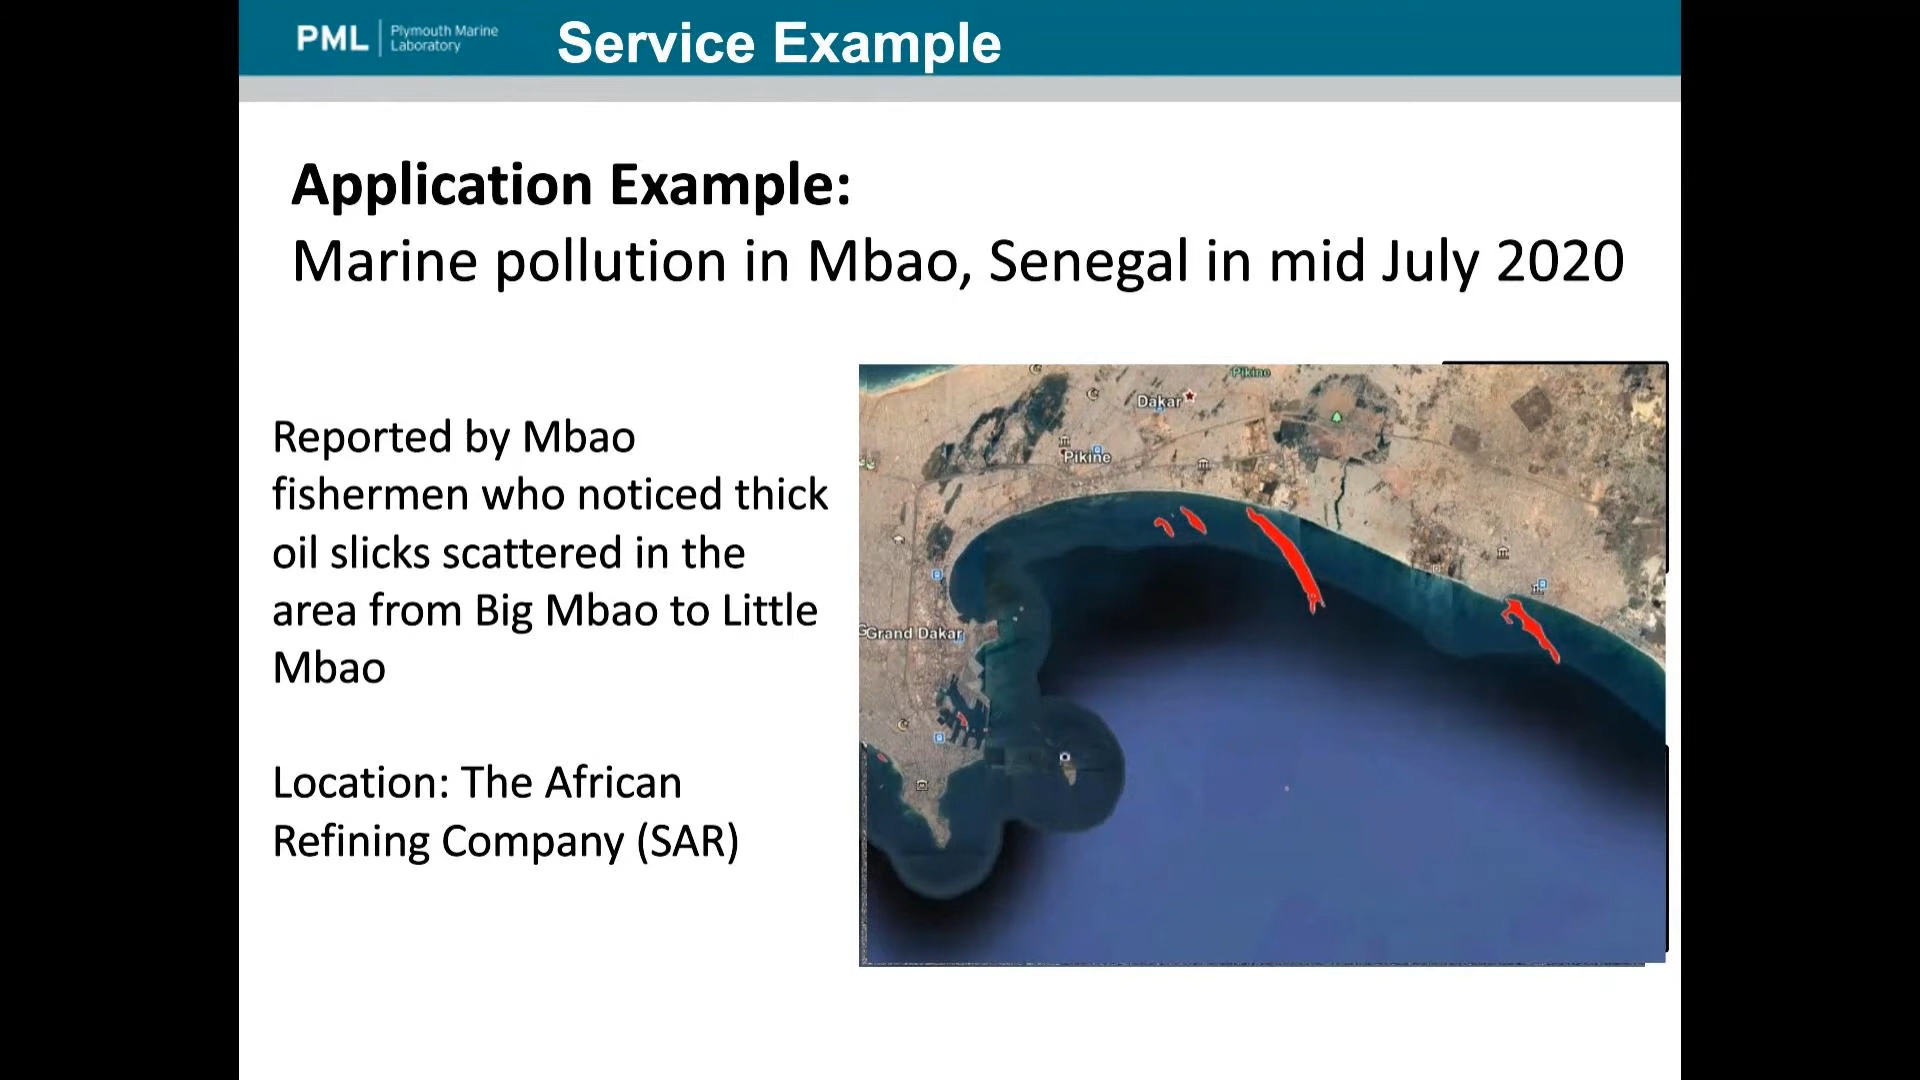 PML
Plymouth Marine
Laboratory
Service Example
Application Example:
Marine pollution in Mbao, Senegal in mid July 2020
Reported by Mbao
fishermen who noticed thick
oil slicks scattered in the
area from Big Mbao to Little
Mbao
Location: The African
Refining Company (SAR)
Pikine
Dakar
Pikine
Grand Dakar